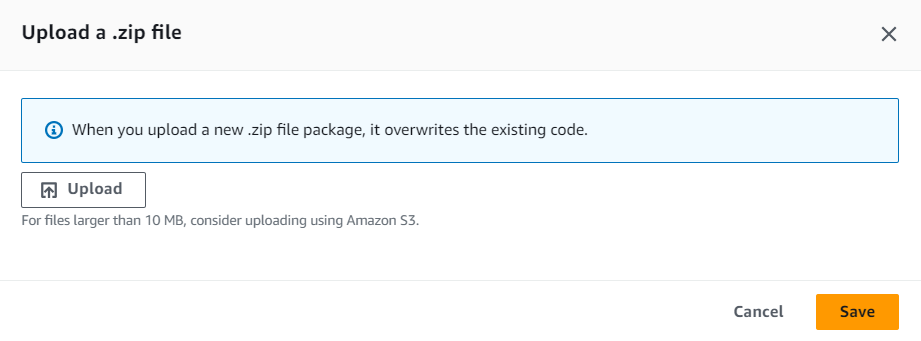 Upload a .zip file
When you upload a new .zip file package, it overwrites the existing code.
Upload
For files larger than 10 MB, consider uploading using Amazon S3.
Cancel
Save